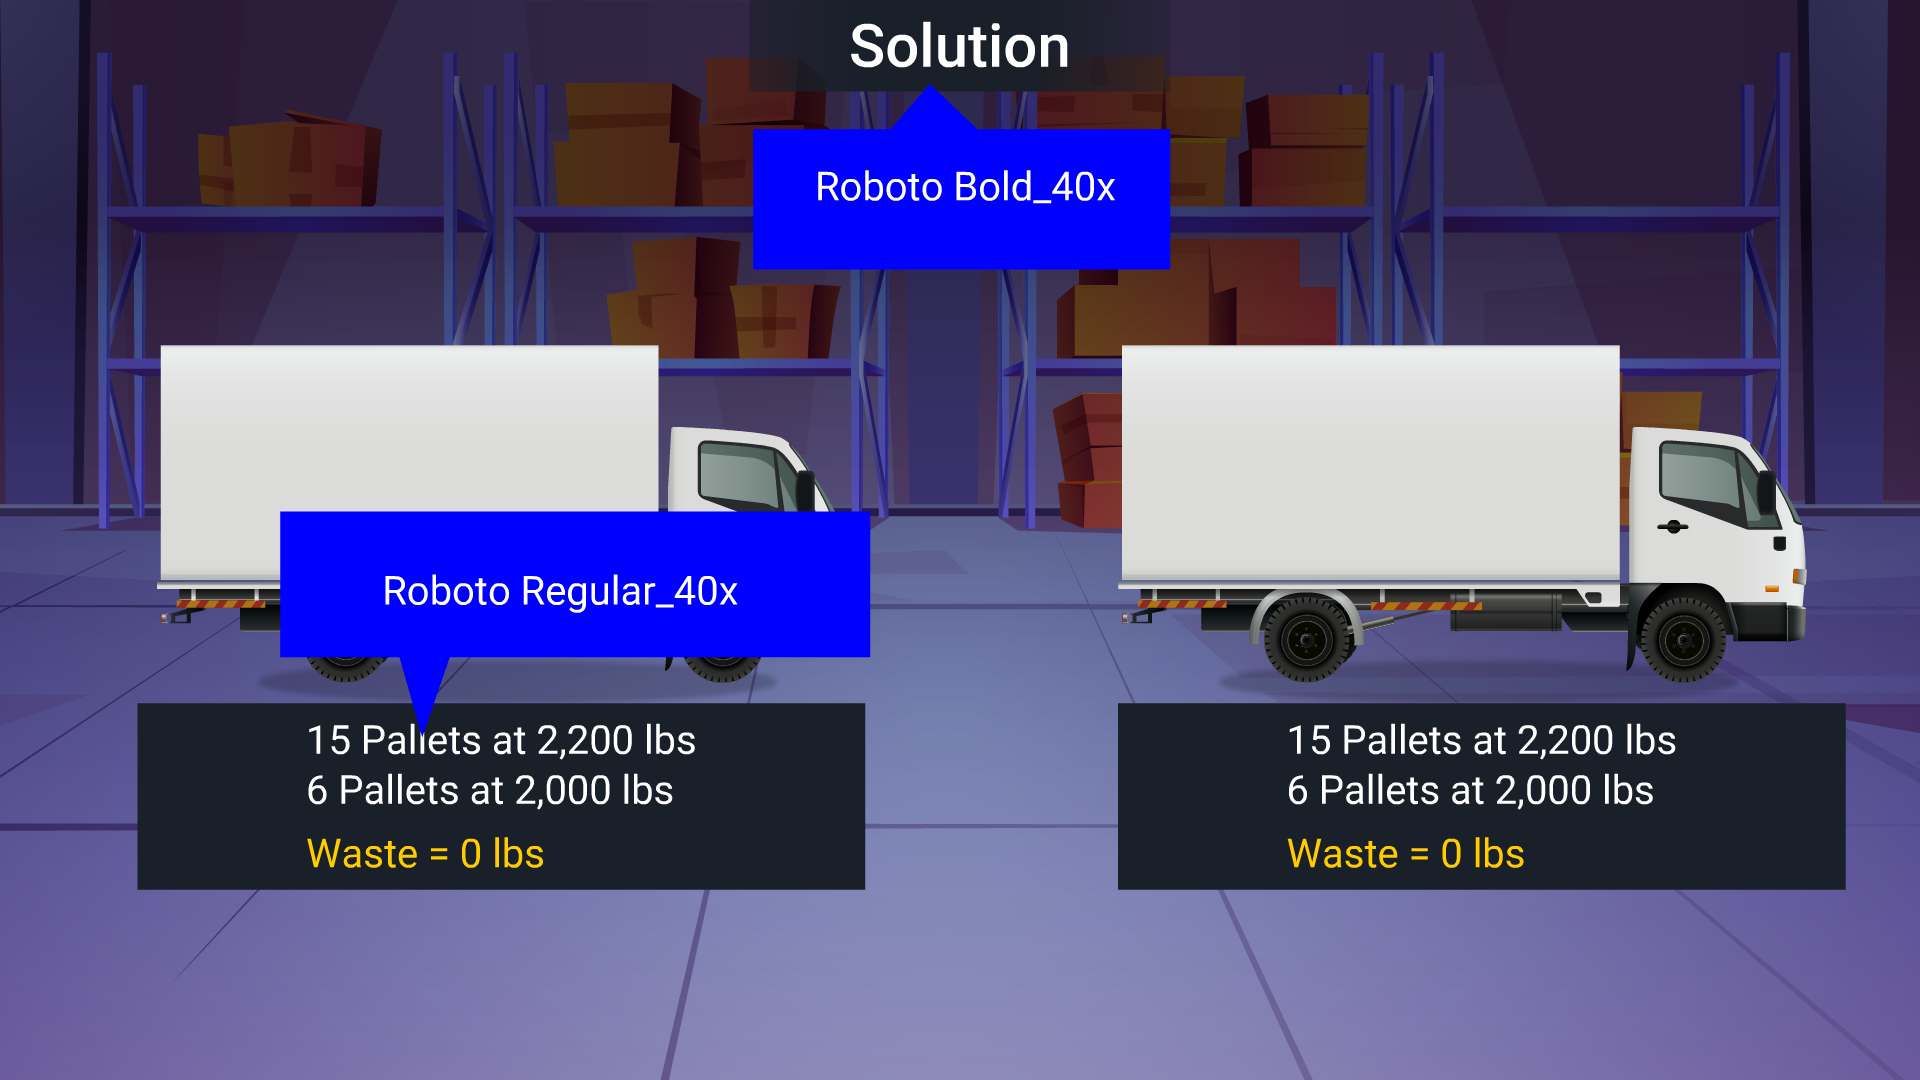 Solution
Roboto Bold_40x
Roboto Regular_40x
15 Pallets at 2,200 lbs
6 Pallets at 2,000 lbs
Waste = 0 lbs
15 Pallets at 2,200 lbs
6 Pallets at 2,000 lbs
Waste = 0 lbs